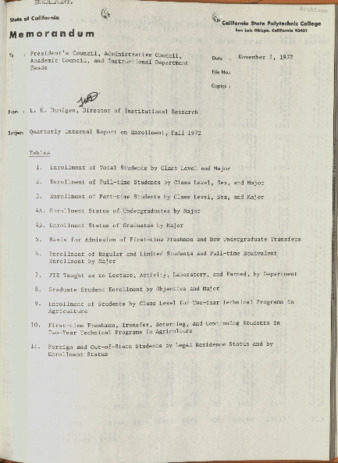 ENROLLMENT
Archives
State of California
California State Polytechnic College
San Luis Obispo, California 93401
Memorandum
To : President's Council, Administrative Council,
Academic Council, and Instructional Department
Heads
Date : November 7, 1972
File No.:
Copies :
From : L. H. Dunigan, Director of Institutional Research
Subject: Quarterly Internal Report on Enrollment, Fall 1972
Tables
1. Enrollment of Total Students by Class Level and Major
2. Enrollment of Full-time Students by Class Level, Sex, and Major
3. Enrollment of Part-time Students by Class Level, Sex, and Major
4A. Enrollment Status of Undergraduates by Major
4B. Enrollment Status of Graduates by Major
5. Basis for Admission of First-time Freshmen and New Undergraduate Transfers
6. Enrollment of Regular and Limited Students and Full-time Equivalent
Enrollment by Major
7. FTE Taught as to Lecture, Activity, Laboratory, and Earned, by Department
8. Graduate Student Enrollment by Objective and Major
9. Enrollment of Students by Class Level for Two-Year Technical Programs in
Agriculture
10. First-time Freshmen, Transfer, Returning, and Continuing Students in
Two-Year Technical Programs in Agriculture
11. Foreign and Out-of-State Students by Legal Residence Status and by
Enrollment Status